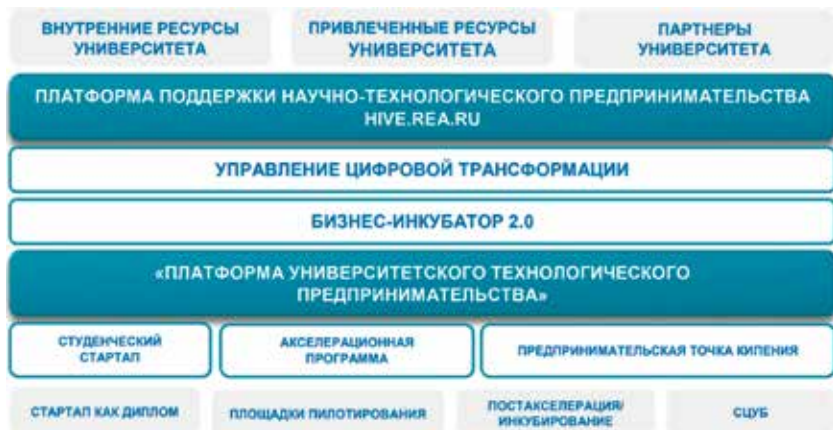 ВНУТРЕННИЕ РЕСУРСЫ
УНИВЕРСИТЕТА
ПРИВЛЕЧЕННЫЕ РЕСУРСЫ
УНИВЕРСИТЕТА
ПАРТНЕРЫ
УНИВЕРСИТЕТА
ПЛАТФОРМА ПОДДЕРЖКИ НАУЧНО-ТЕХНОЛОГИЧЕСКОГО ПРЕДПРИНИМАТЕЛЬСТВА
HIVE.REA.RU
УПРАВЛЕНИЕ ЦИФРОВОЙ ТРАНСФОРМАЦИИ
БИЗНЕС-ИНКУБАТОР 2.0
«ПЛАТФОРМА УНИВЕРСИТЕТСКОГО ТЕХНОЛОГИЧЕСКОГО
ПРЕДПРИНИМАТЕЛЬСТВА»
СТУДЕНЧЕСКИЙ
СТАРТАП
АКСЕЛЕРАЦИОННАЯ
ПРОГРАММА
ПРЕДПРИНИМАТЕЛЬСКАЯ ТОЧКА КИПЕНИЯ
СТАРТАП КАК ДИПЛОМ
ПЛОЩАДКИ ПИЛОТИРОВАНИЯ
ПОСТАКСЕЛЕРАЦИЯ/
ИНКУБИРОВАНИЕ
СЦУБ